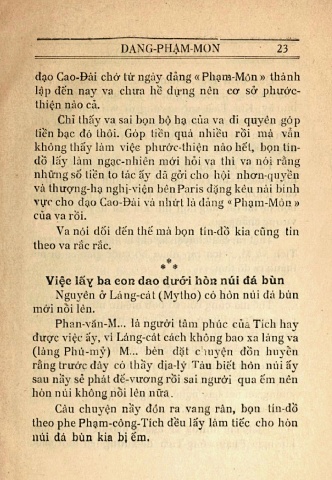 DANG-PHẠM-MON 23
đạo Cao-Đài chớ từ ngày đảng «Phạm-Môn» thành
lập đến nay va chưa hề dựng nên cơ sở phước-
thiện nào cả.
Chỉ thấy va sai bọn bộ hạ của va đi quyên góp
tiền bạc đó thôi. Góp tiền quá nhiều rồi mà vẫn
không thấy làm việc phước-thiện nào hết, bọn tín-
đồ lấy làm ngạc-nhiên mới hỏi va thì va nói rằng
những số tiền to tác ấy đã gởi cho hội nhơn-quyền
và thượng-hạ nghị-viện bên Paris đặng kêu nài bính
vực cho đạo Cao-Đài và nhứt là đảng «Phạm-Môn»
của va rồi.
Va nói dối đến thế mà bọn tín-đồ kia cũng tin
theo va rắc rắc.
***
Việc lấy ba con dao dưới hòn núi đá bùn
Nguyên ở Láng-cát (Mytho) có hòn núi đá bùn
mới nồi lên.
Phan-văn-M... là người tâm phúc của Tích hay
được việc ấy, vì Láng-cát cách không bao xa làng va
(làng Phú-mỹ) M... bèn đặt chuyện đồn huyễn
rằng trước đây có thầy địa-lý Tàu biết hòn núi ấy
sau nầy sẽ phát đế-vương rồi sai người qua ếm nên
hòn núi không nồi lên nữa.
Câu chuyện nầy đồn ra vang rân, bọn tín-đồ
theo phe Phạm-công-Tích đều lấy làm tiếc cho hòn
núi đá bùn kia bị ếm.